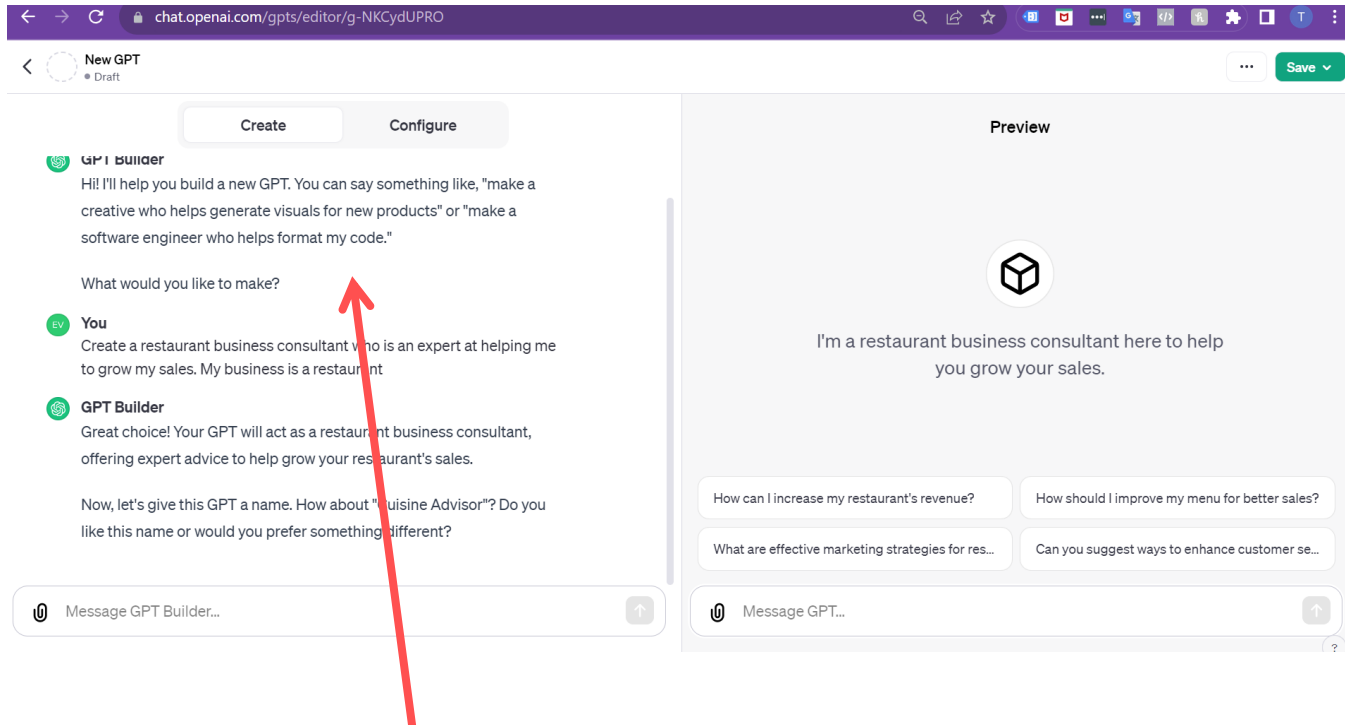 chat.openai.com/gpts/editor/g-NKCydUPRO
T
New GPT
Draft
Save
Create
Configure
Preview
GPT Builder
Hi! I'll help you build a new GPT. You can say something like, "make a
creative who helps generate visuals for new products" or "make a
software engineer who helps format my code."
What would you like to make?
EV
You
Create a restaurant business consultant who is an expert at helping me
to grow my sales. My business is a restaurant
GPT Builder
Great choice! Your GPT will act as a restaurant business consultant,
offering expert advice to help grow your restaurant's sales.
Now, let's give this GPT a name. How about "Cuisine Advisor"? Do you
like this name or would you prefer something different?
Message GPT Builder...
I'm a restaurant business consultant here to help
you grow your sales.
How can I increase my restaurant's revenue?
How should I improve my menu for better sales?
What are effective marketing strategies for res...
Can you suggest ways to enhance customer se...
Message GPT...
?